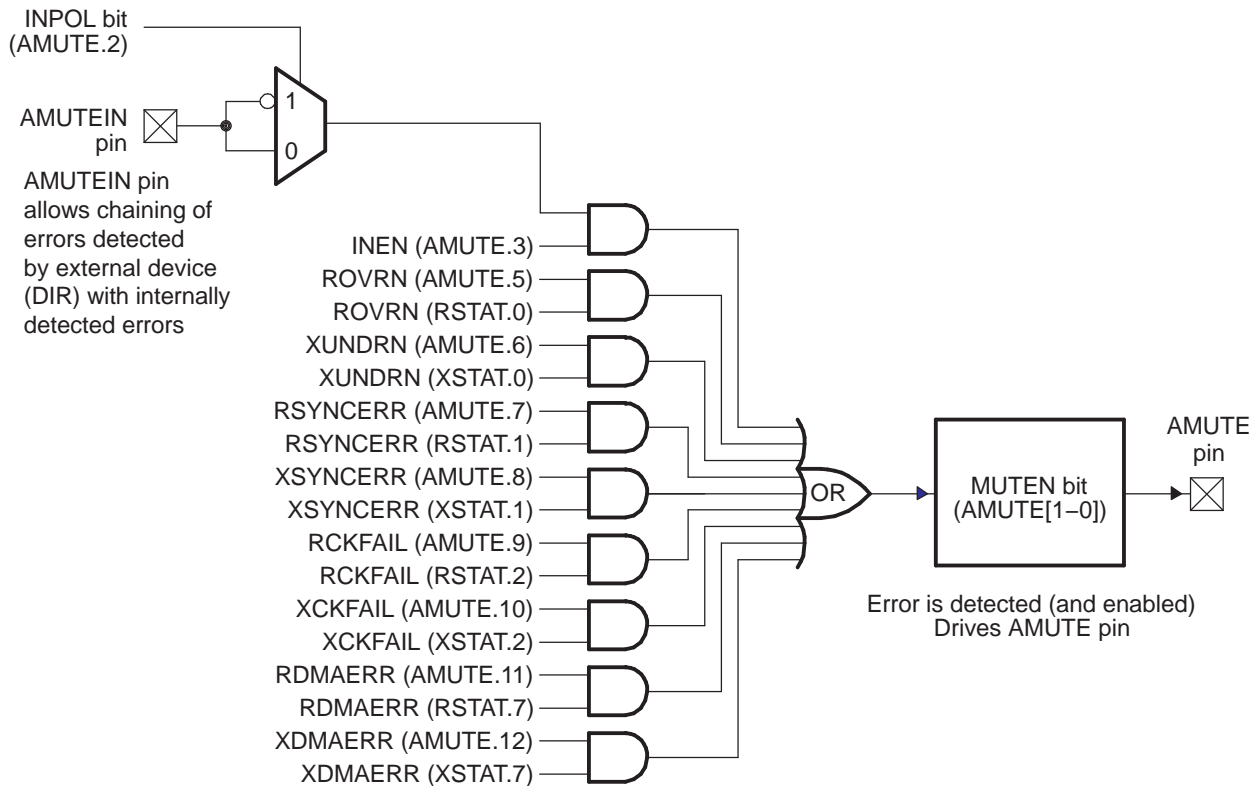 INPOL bit
(AMUTE.2)
1
AMUTEIN
pin
0
AMUTEIN pin
allows chaining of
errors detected
by external device
(DIR) with internally
detected errors
INEN (AMUTE.3)
ROVRN (AMUTE.5)
ROVRN (RSTAT.0)
XUNDRN (AMUTE.6)
XUNDRN (XSTAT.0)
RSYNCERR (AMUTE.7)
RSYNCERR (RSTAT.1)
XSYNCERR (AMUTE.8)
XSYNCERR (XSTAT.1)
RCKFAIL (AMUTE.9)
RCKFAIL (RSTAT.2)
XCKFAIL (AMUTE.10)
XCKFAIL (XSTAT.2)
RDMAERR (AMUTE.11)
RDMAERR (RSTAT.7)
XDMAERR (AMUTE.12)
XDMAERR (XSTAT.7)
OR
MUTEN bit
(AMUTE[1–0])
AMUTE
pin
Error is detected (and enabled)
Drives AMUTE pin